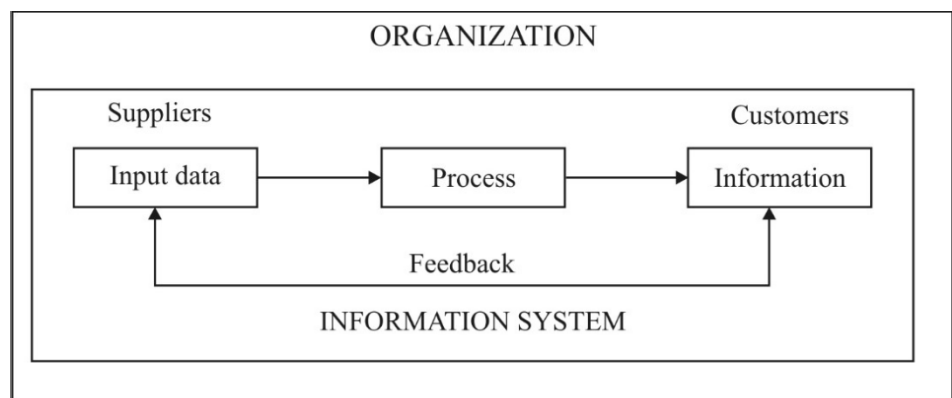 ORGANIZATION
Suppliers
Customers
Input data
Process
Information
Feedback
INFORMATION SYSTEM